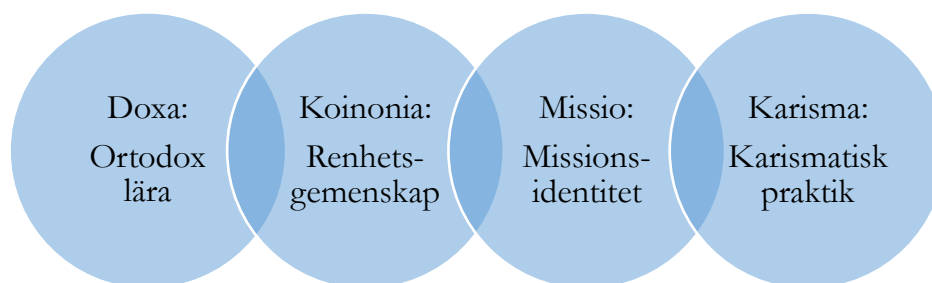 Doxa:
Ortodox
lära
Koinonia:
Renhets-
gemenskap
Missio:
Missions-
identitet
Karisma:
Karismatisk
praktik